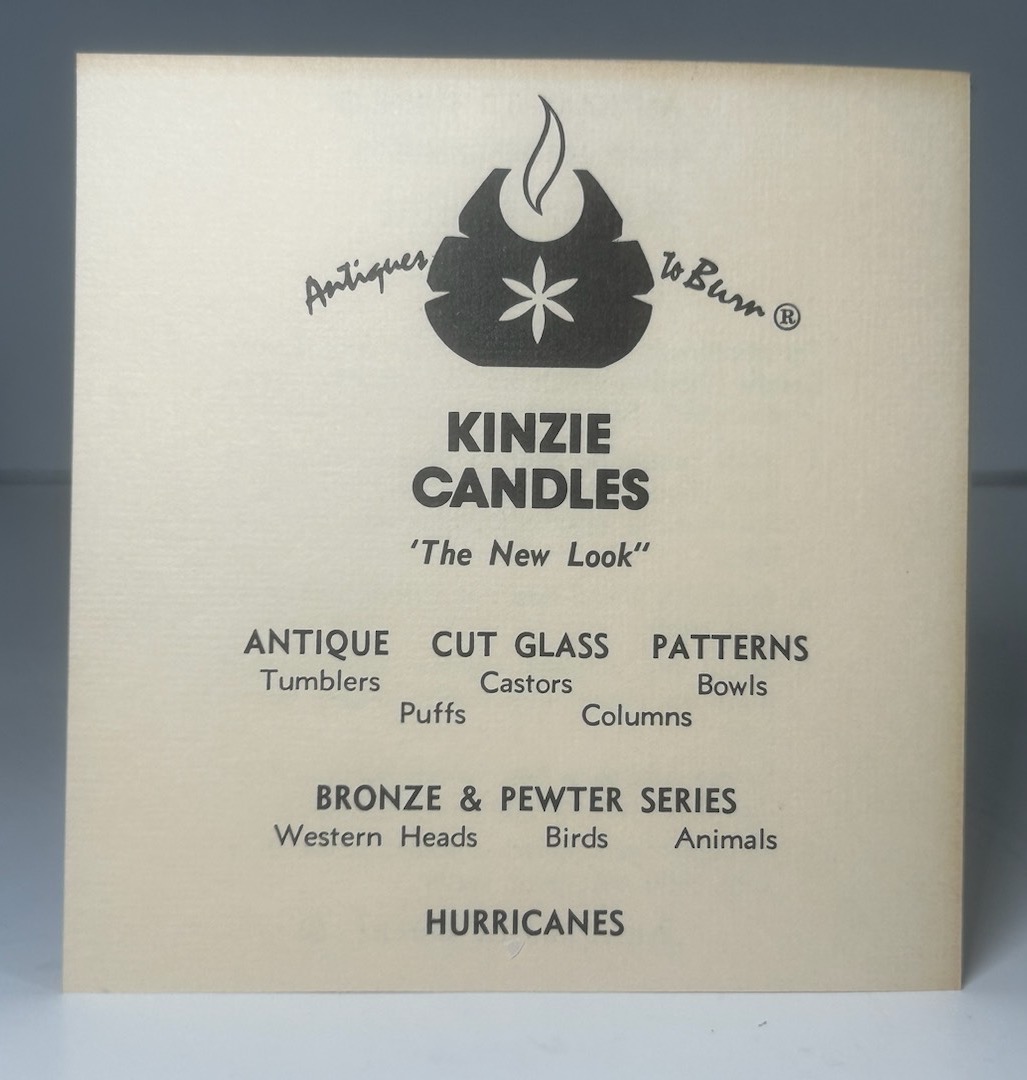 Antiques to Burn ®
KINZIE
CANDLES
'The New Look"
ANTIQUE CUT GLASS PATTERNS
Tumblers Castors Bowls
Puffs Columns
BRONZE & PEWTER SERIES
Western Heads Birds Animals
HURRICANES